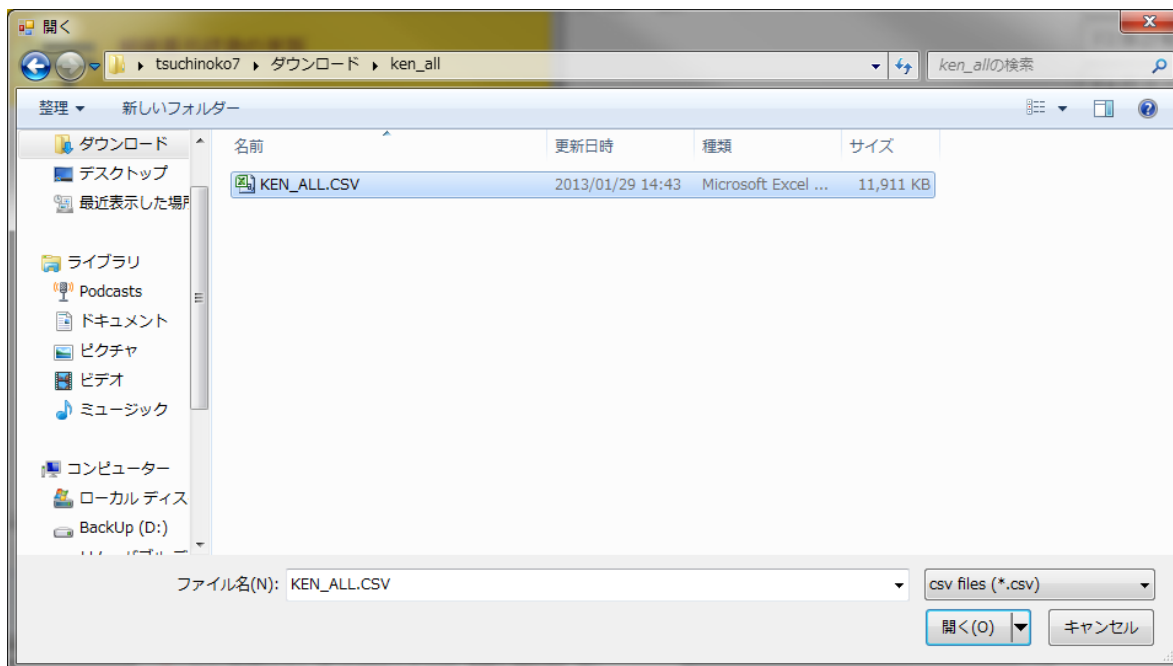 開く
tsuchinoko7 ダウンロード ken_all
ken_allの検索
整理 新しいフォルダー
ダウンロード
デスクトップ
最近表示した場所
ライブラリ
Podcasts
ドキュメント
ピクチャ
ビデオ
ミュージック
コンピューター
ローカル ディス
BackUp (D:)
名前 更新日時 種類 サイズ
KEN_ALL.CSV 2013/01/29 14:43 Microsoft Excel ... 11,911 KB
ファイル名(N): KEN_ALL.CSV csv files (*.csv)
開く(O) キャンセル